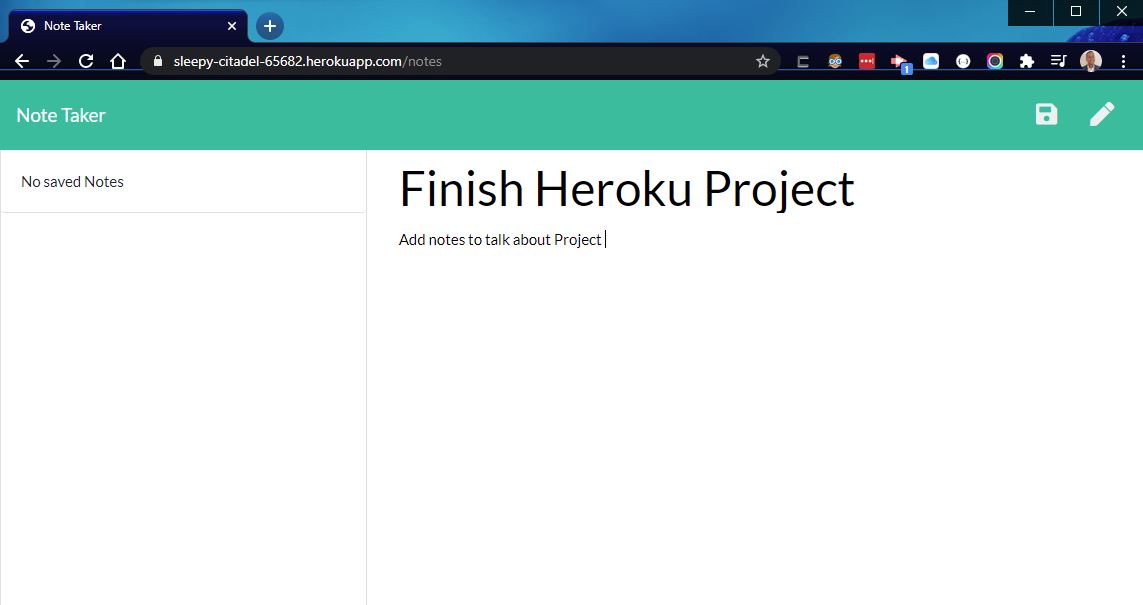 Note Taker
sleepy-citadel-65682.herokuapp.com/notes
1
Note Taker
No saved Notes
Finish Heroku Project
Add notes to talk about Project